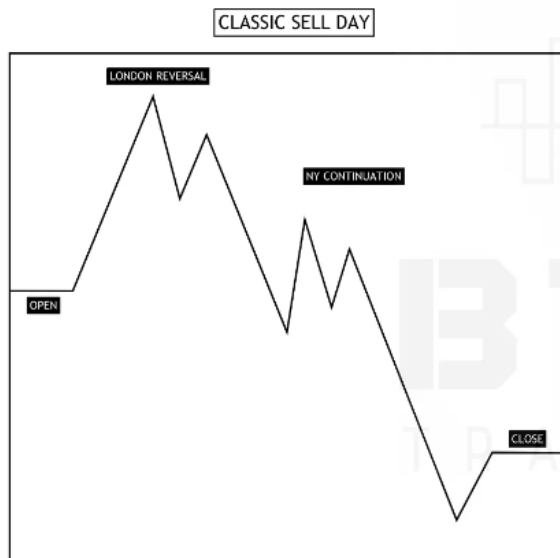 CLASSIC SELL DAY
LONDON REVERSAL
NY CONTINUATION
OPEN
B
CLOSE
T R A